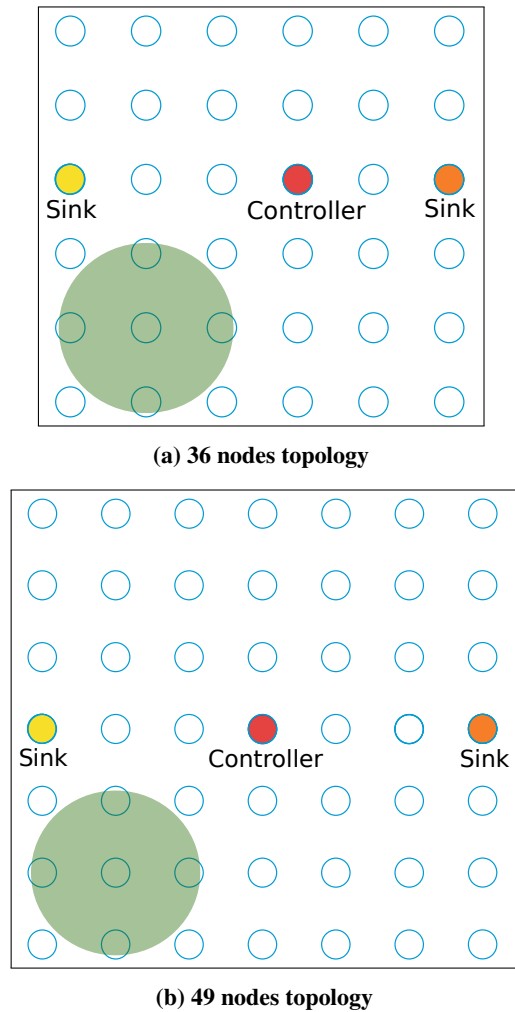 Sink
Controller
Sink
(a) 36 nodes topology
Sink
Controller
Sink
(b) 49 nodes topology